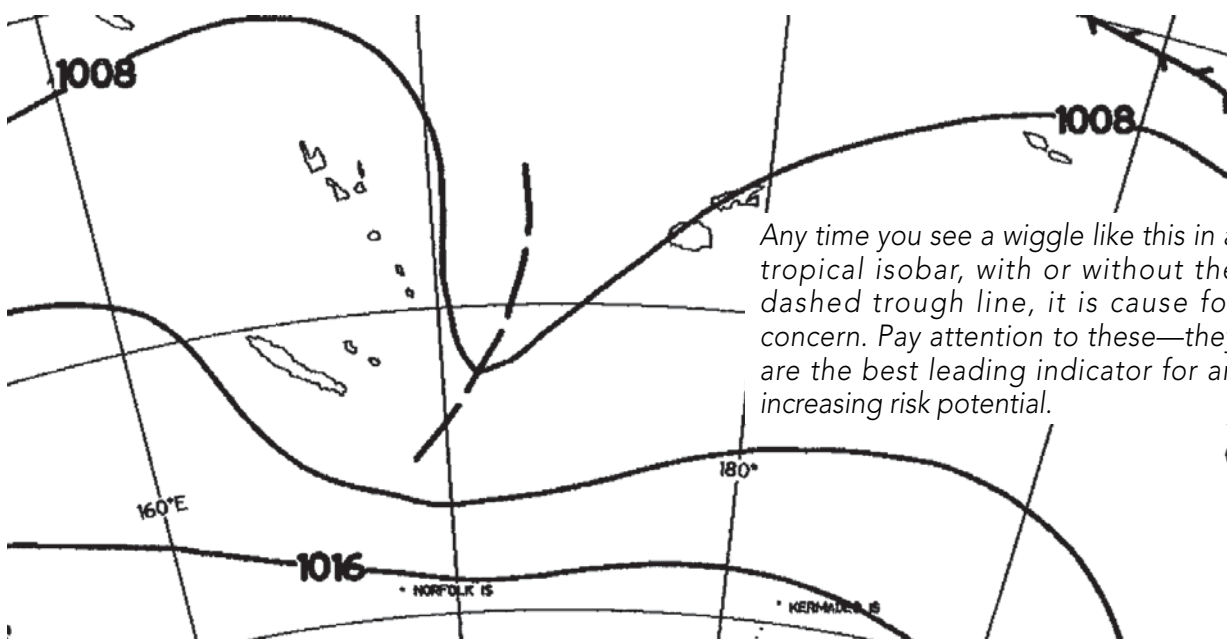 1008
1008
Any time you see a wiggle like this in a
tropical isobar, with or without the
dashed trough line, it is cause fo
concern. Pay attention to these—they
are the best leading indicator for an
increasing risk potential.
180°
160°E
1016
NORFOLK IS
KERMADEC IS